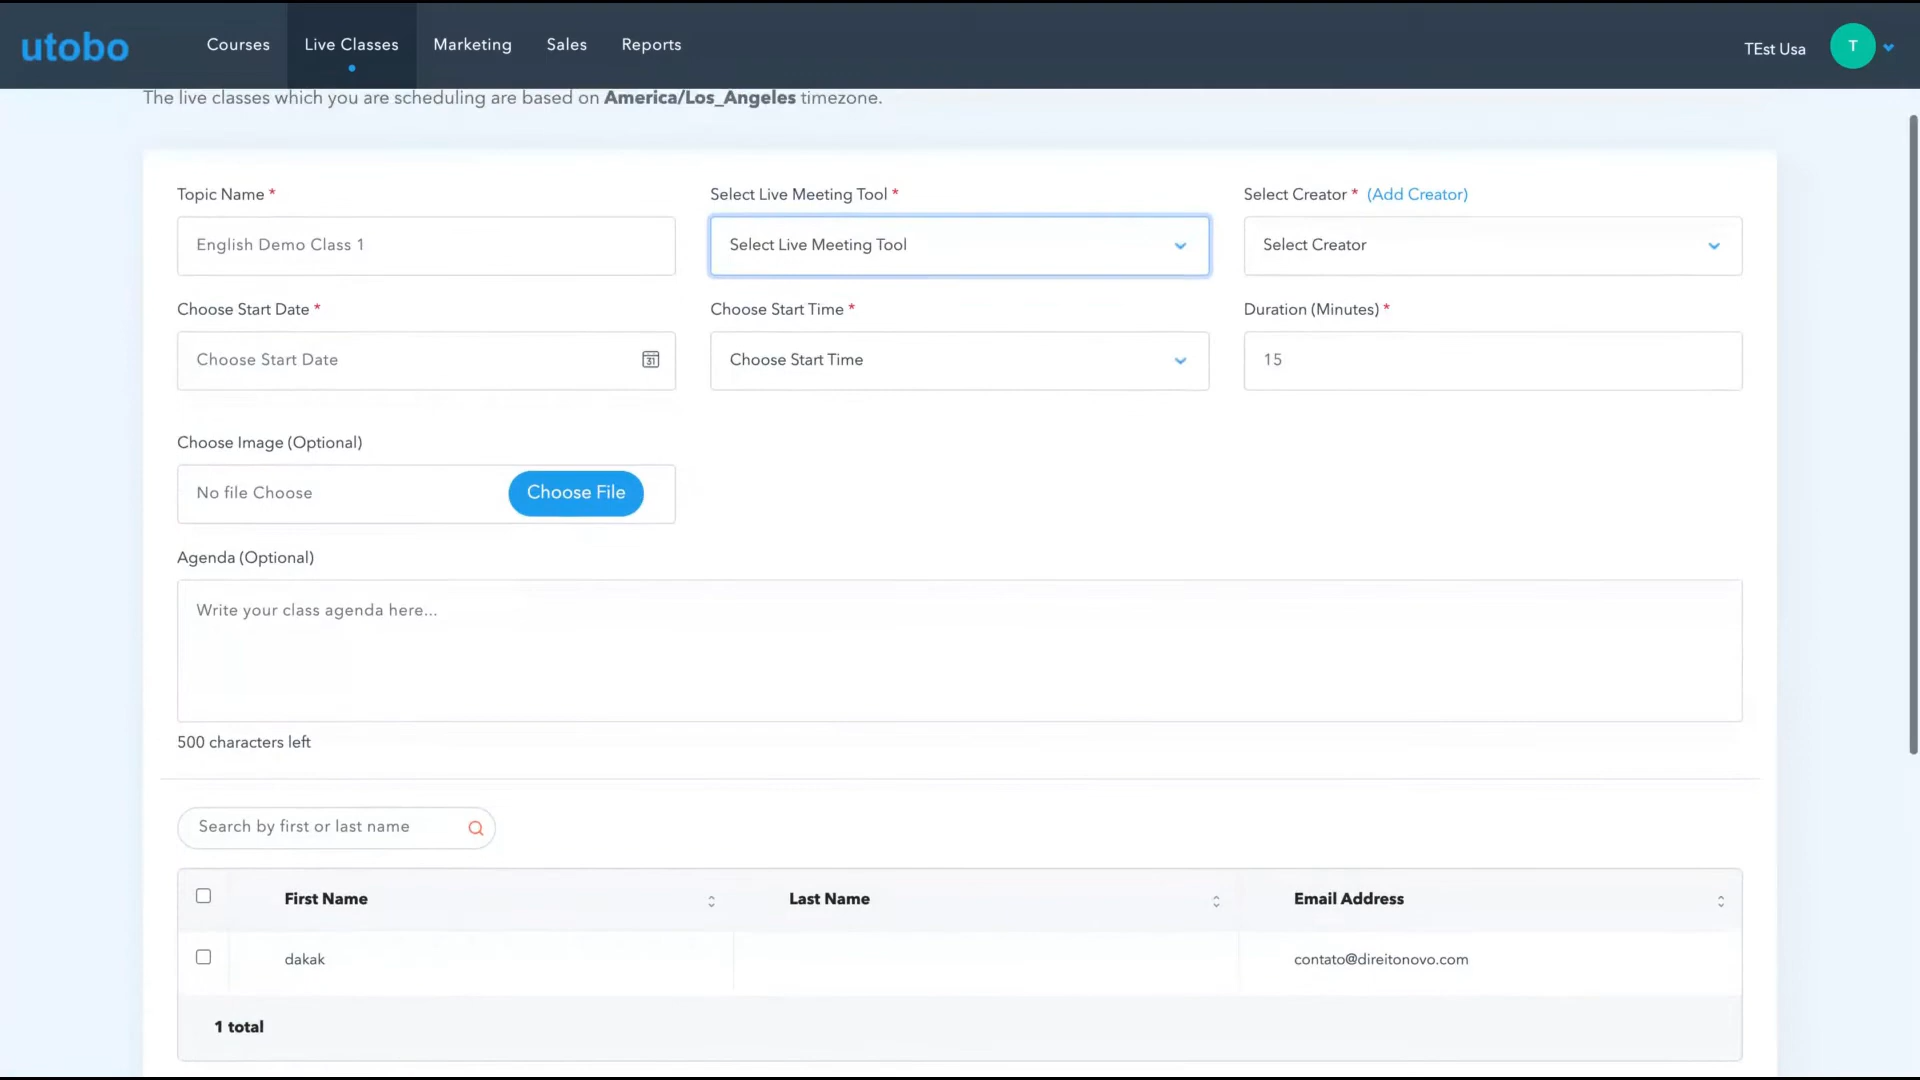 utobo
Courses
Live Classes
Marketing
Sales
Reports
TEst Usa
T
The live classes which you are scheduling are based on America/Los_Angeles timezone.
Topic Name *
Select Live Meeting Tool *
Select Creator * (Add Creator)
English Demo Class 1
Select Live Meeting Tool
Select Creator
Choose Start Date *
Choose Start Time *
Duration (Minutes) *
Choose Start Date
31
Choose Start Time
15
Choose Image (Optional)
No file Choose
Choose File
Agenda (Optional)
Write your class agenda here...
500 characters left
Search by first or last name
First Name
Last Name
Email Address
dakak
contato@direitonovo.com
1 total